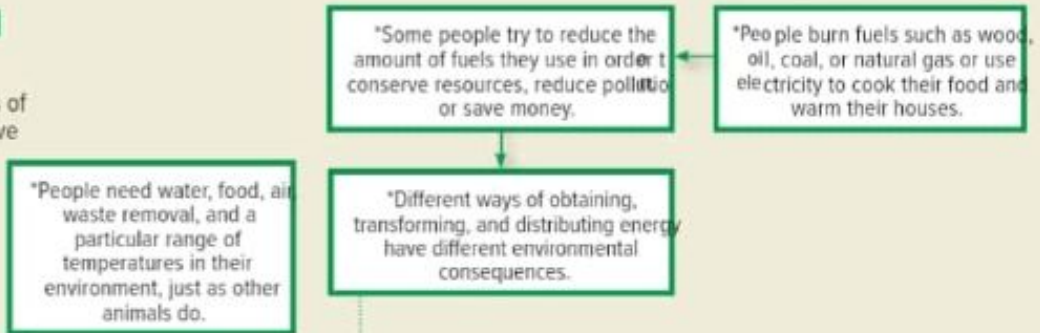 *Some people try to reduce the
amount of fuels they use in order t
conserve resources, reduce pollutio
or save money.
*People burn fuels such as wood,
oil, coal, or natural gas or use
electricity to cook their food and
warm their houses.
of
ve
*People need water, food, air,
waste removal, and a
particular range of
temperatures in their
environment, just as other
animals do.
*Different ways of obtaining,
transforming, and distributing energy
have different environmental
consequences.